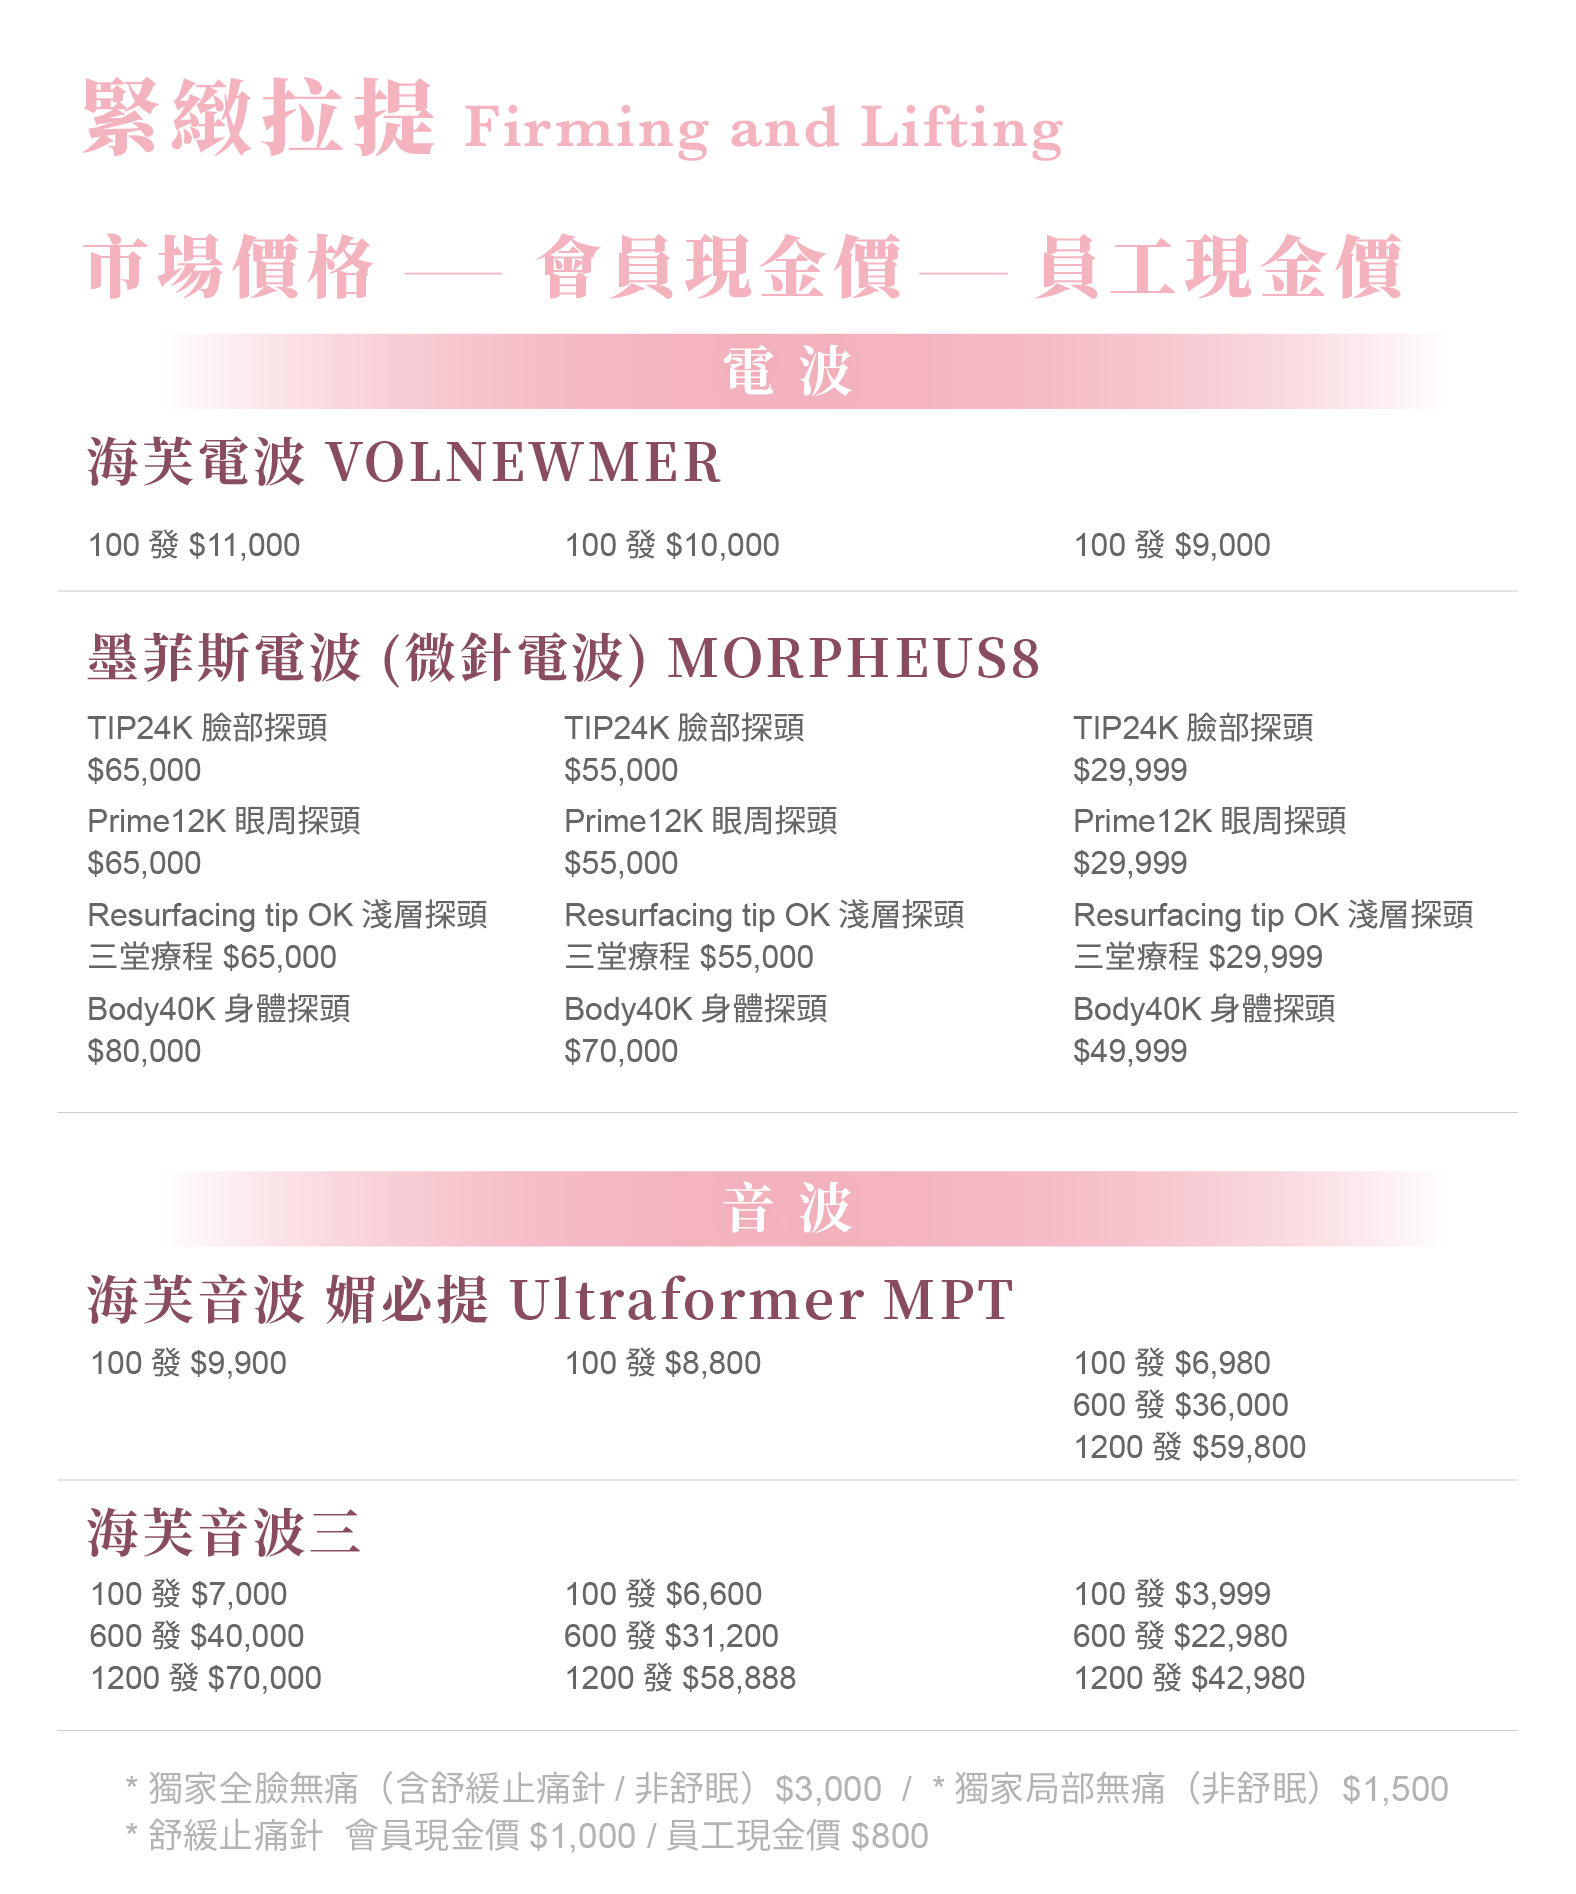 緊緻拉提 Firming and Lifting
市場價格 —— 會員現金價 —— 員工現金價
電波
海芙電波 VOLNEWMER
100 發 $11,000 100 發 $10,000 100 發 $9,000
墨菲斯電波 (微針電波) MORPHEUS8
TIP24K 臉部探頭 TIP24K 臉部探頭 TIP24K 臉部探頭
$65,000 $55,000 $29,999
Prime12K 眼周探頭 Prime12K 眼周探頭 Prime12K 眼周探頭
$65,000 $55,000 $29,999
Resurfacing tip OK 淺層探頭 Resurfacing tip OK 淺層探頭 Resurfacing tip OK 淺層探頭
三堂療程 $65,000 三堂療程 $55,000 三堂療程 $29,999
Body40K 身體探頭 Body40K 身體探頭 Body40K 身體探頭
$80,000 $70,000 $49,999
音波
海芙音波 媚必提 Ultraformer MPT
100 發 $9,900 100 發 $8,800 100 發 $6,980
600 發 $36,000
1200 發 $59,800
海芙音波三
100 發 $7,000 100 發 $6,600 100 發 $3,999
600 發 $40,000 600 發 $31,200 600 發 $22,980
1200 發 $70,000 1200 發 $58,888 1200 發 $42,980
* 獨家全臉無痛（含舒緩止痛針 / 非舒眠）$3,000 / * 獨家局部無痛（非舒眠）$1,500
* 舒緩止痛針 會員現金價 $1,000 / 員工現金價 $800